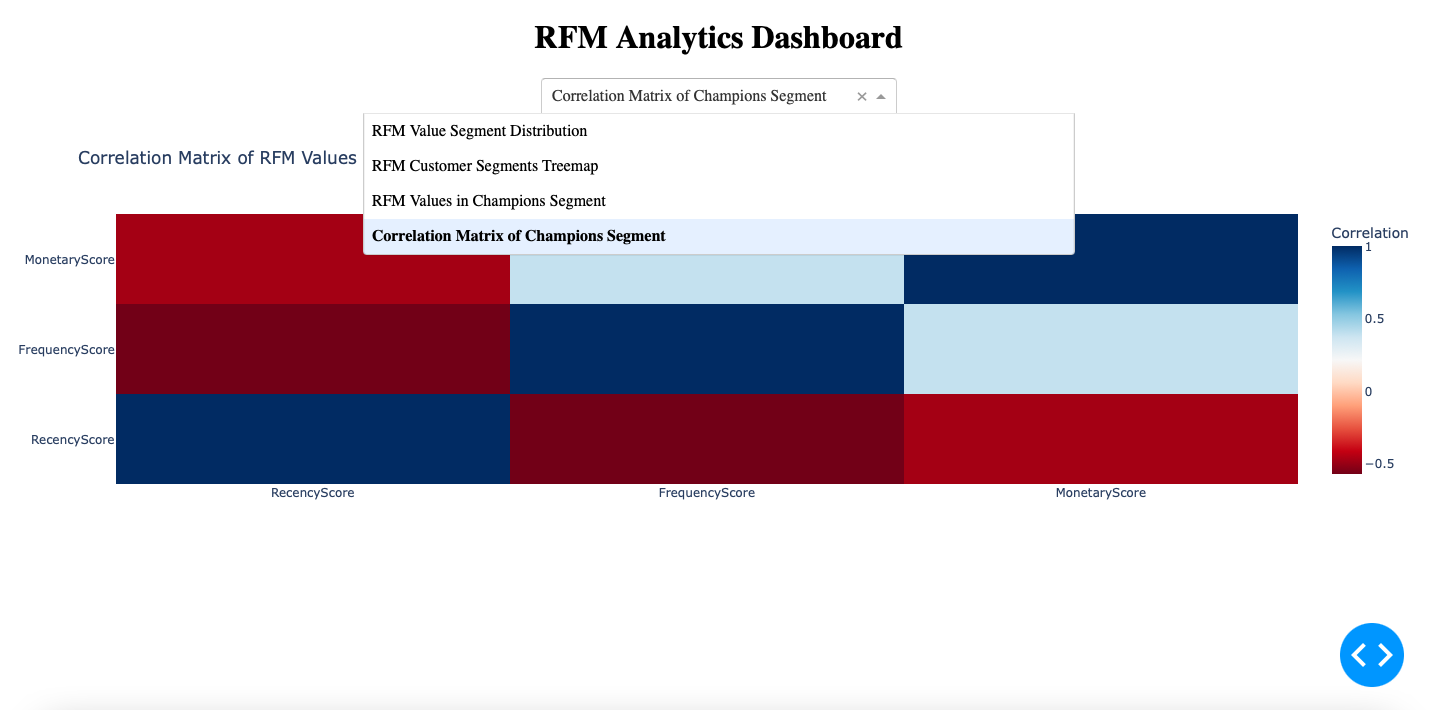 RFM Analytics Dashboard
Correlation Matrix of Champions Segment
RFM Value Segment Distribution
RFM Customer Segments Treemap
RFM Values in Champions Segment
Correlation Matrix of Champions Segment
Correlation Matrix of RFM Values
MonetaryScore
FrequencyScore
RecencyScore
RecencyScore
FrequencyScore
MonetaryScore
Correlation
1
0.5
0
−0.5